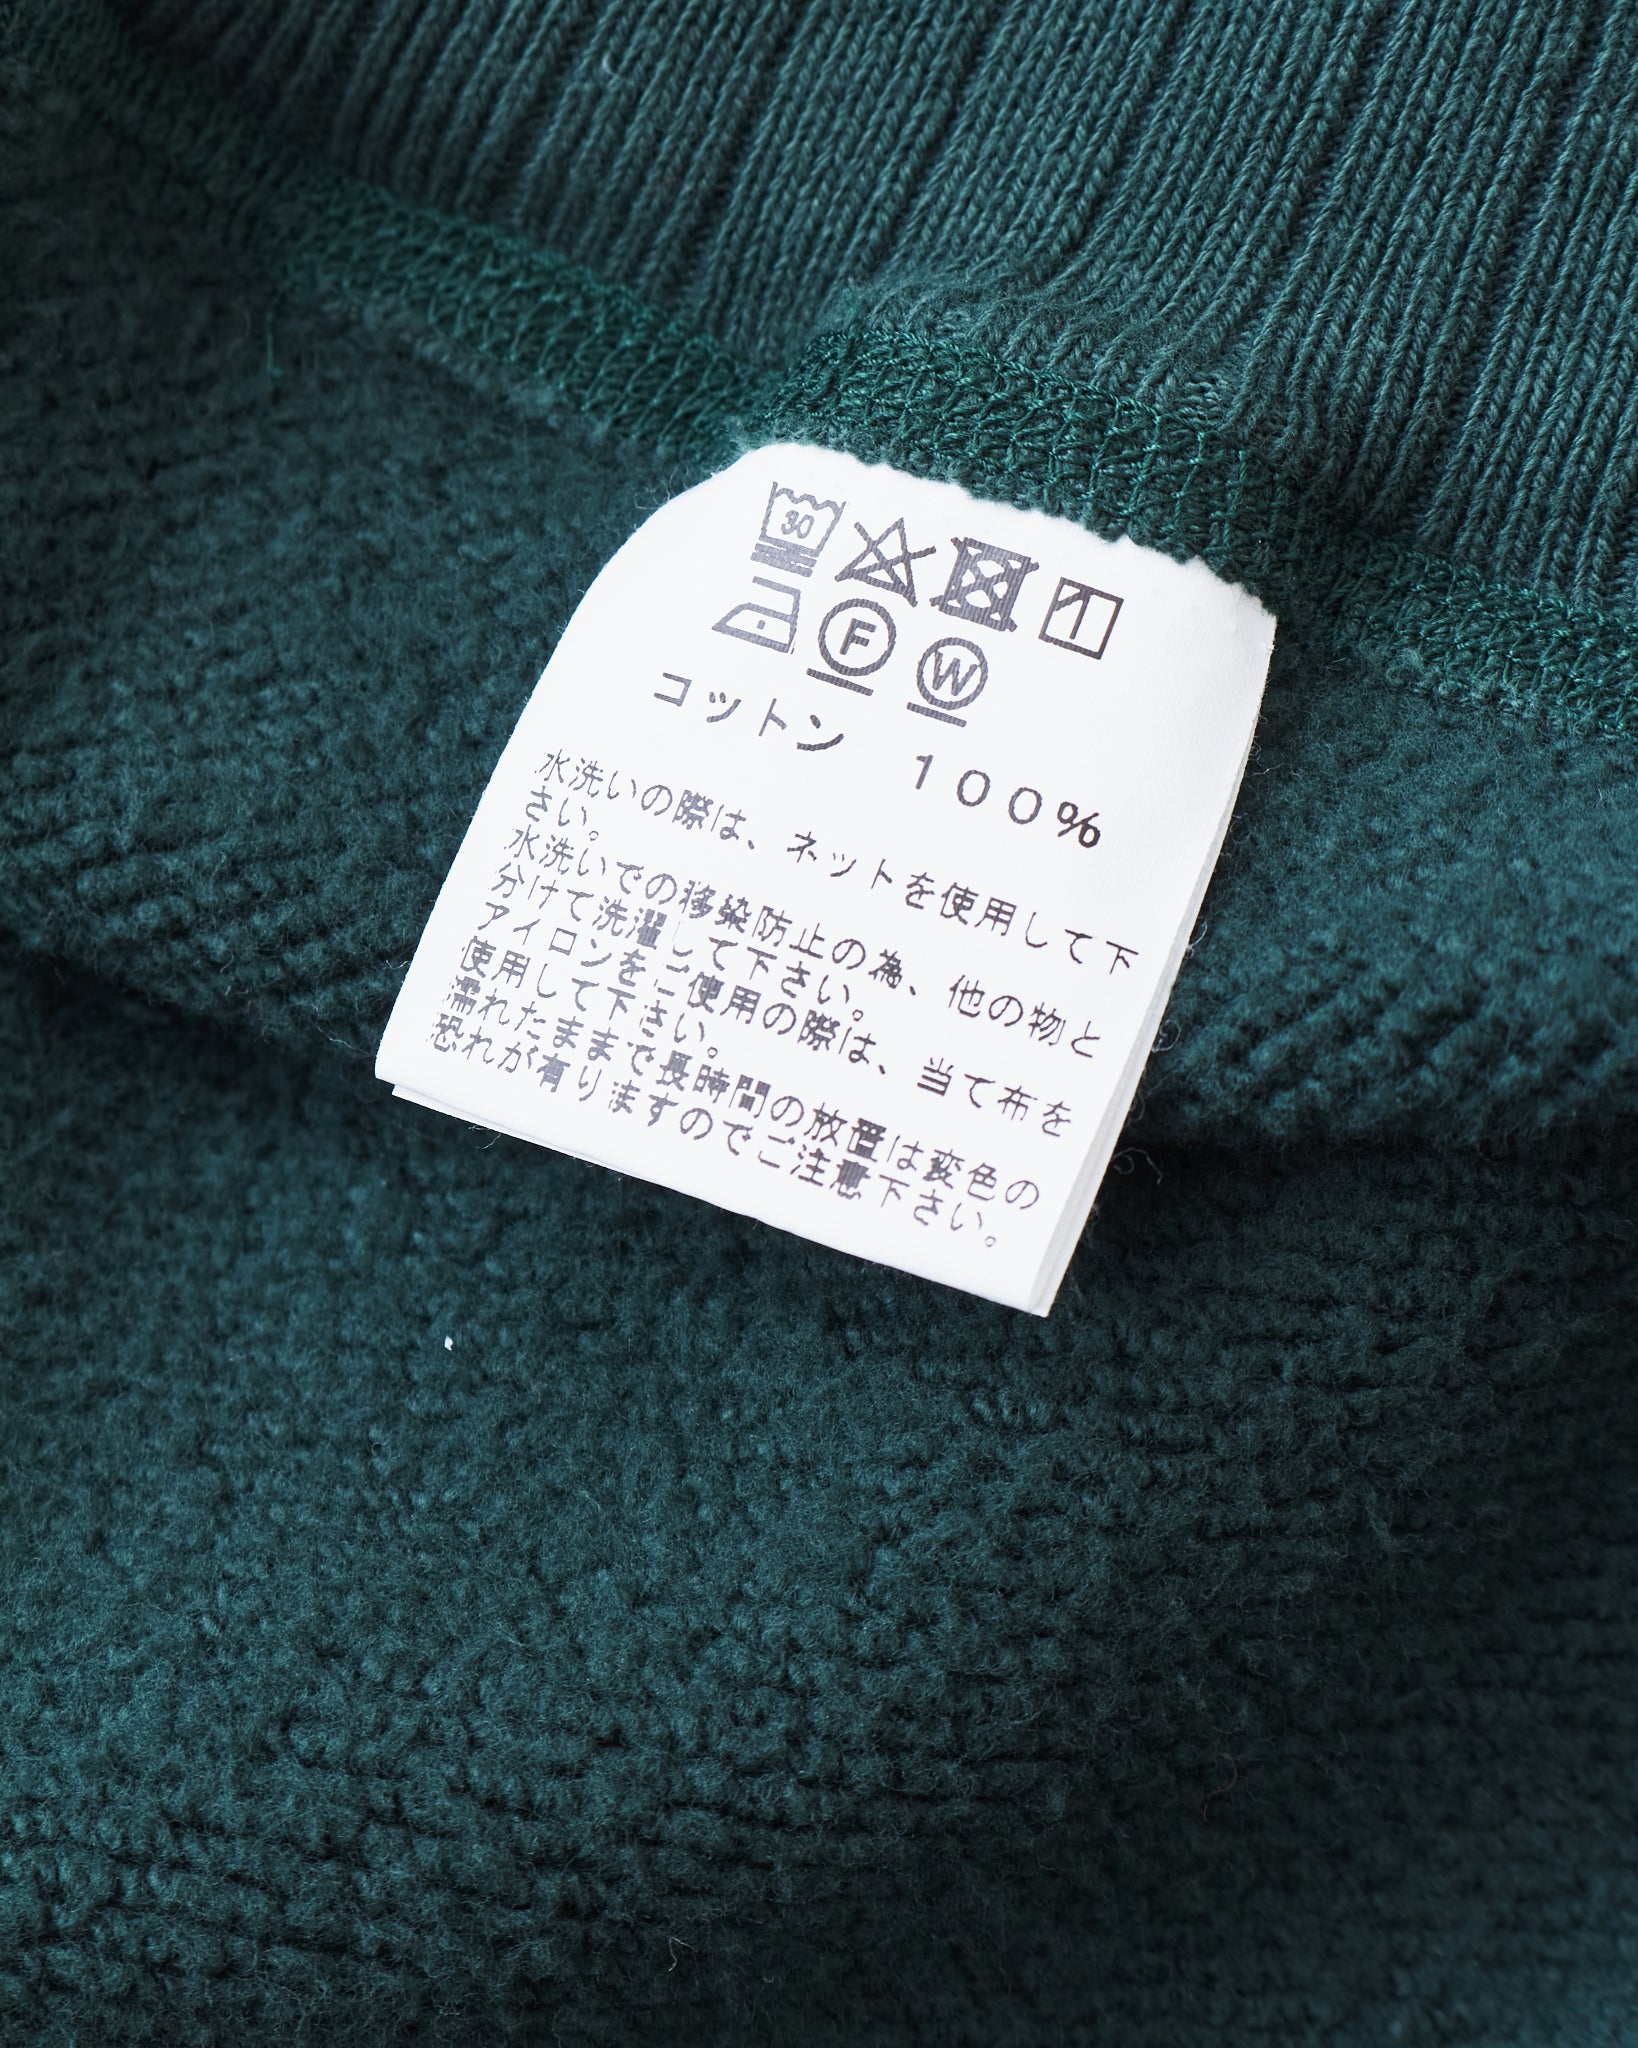 30
F W
コットン 100%
水洗いの際は、ネットを使用して下
さい。
水洗いでの移染防止の為、他の物と
分けて洗濯して下さい。
アイロンをご使用の際は、当て布を
使用して下さい。
濡れたままで長時間の放置は変色の
恐れが有りますのでご注意下さい。